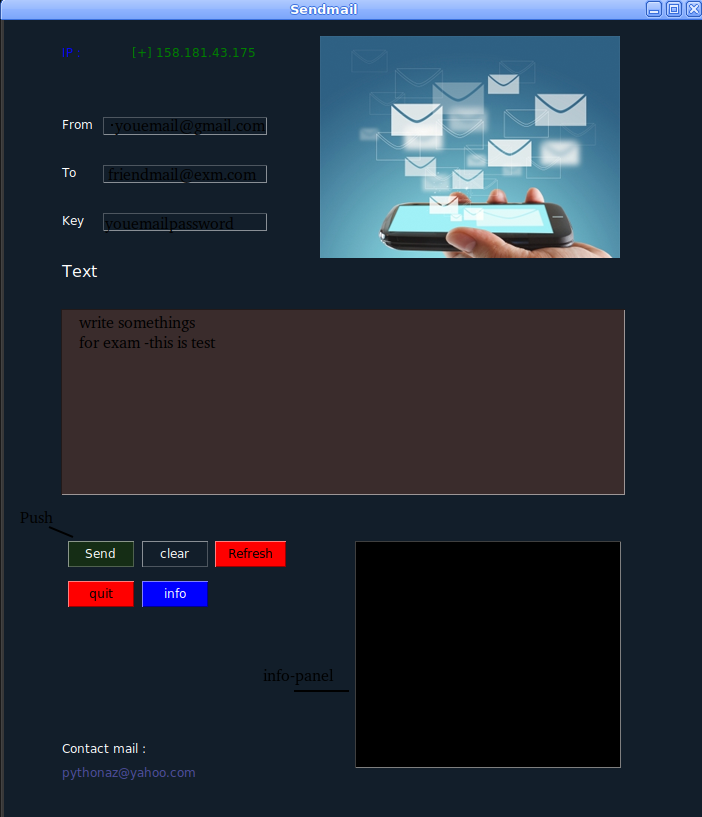 Sendmail
IP : [+] 158.181.43.175
From youemail@gmail.com
To friendmail@exm.com
Key youemailpassword
Text
write somethings
for exam -this is test
Push
Send clear Refresh
quit info
info-panel
Contact mail :
pythonaz@yahoo.com